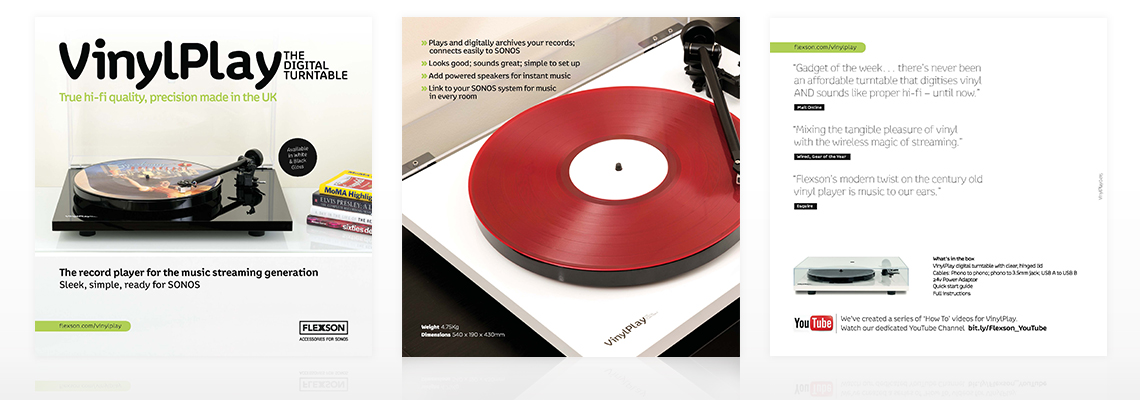 VinylPlay
THE
DIGITAL
TURNTABLE
True hi-fi quality, precision made in the UK
Available
in White
& Black
Gloss
MoMA Highlig
ELVIS PRESLEY, A
sixties de
The record player for the music streaming generation
Sleek, simple, ready for SONOS
flexson.com/vinylplay
FLEXSON
ACCESSORIES FOR SONOS
» Plays and digitally archives your records;
connects easily to SONOS
» Looks good; sounds great; simple to set up
» Add powered speakers for instant music
» Link to your SONOS system for music
in every room
VinylPlay
Weight 4.75Kg
Dimensions 540 x 190 x 430mm
flexson.com/vinylplay
“Gadget of the week... there’s never been
an affordable turntable that digitises vinyl
AND sounds like proper hi-fi – until now.”
Mail Online
“Mixing the tangible pleasure of vinyl
with the wireless magic of streaming.”
Wired, Gear of the Year
“Flexson’s modern twist on the century old
vinyl player is music to our ears.”
Esquire
What’s in the box
VinylPlay digital turntable with clear, hinged lid
Cables: Phono to phono; phono to 3.5mm jack; USB A to USB B
24v Power Adaptor
Quick start guide
Full instructions
YouTube
We’ve created a series of ‘How To’ videos for VinylPlay.
Watch our dedicated YouTube Channel bit.ly/Flexson_YouTube